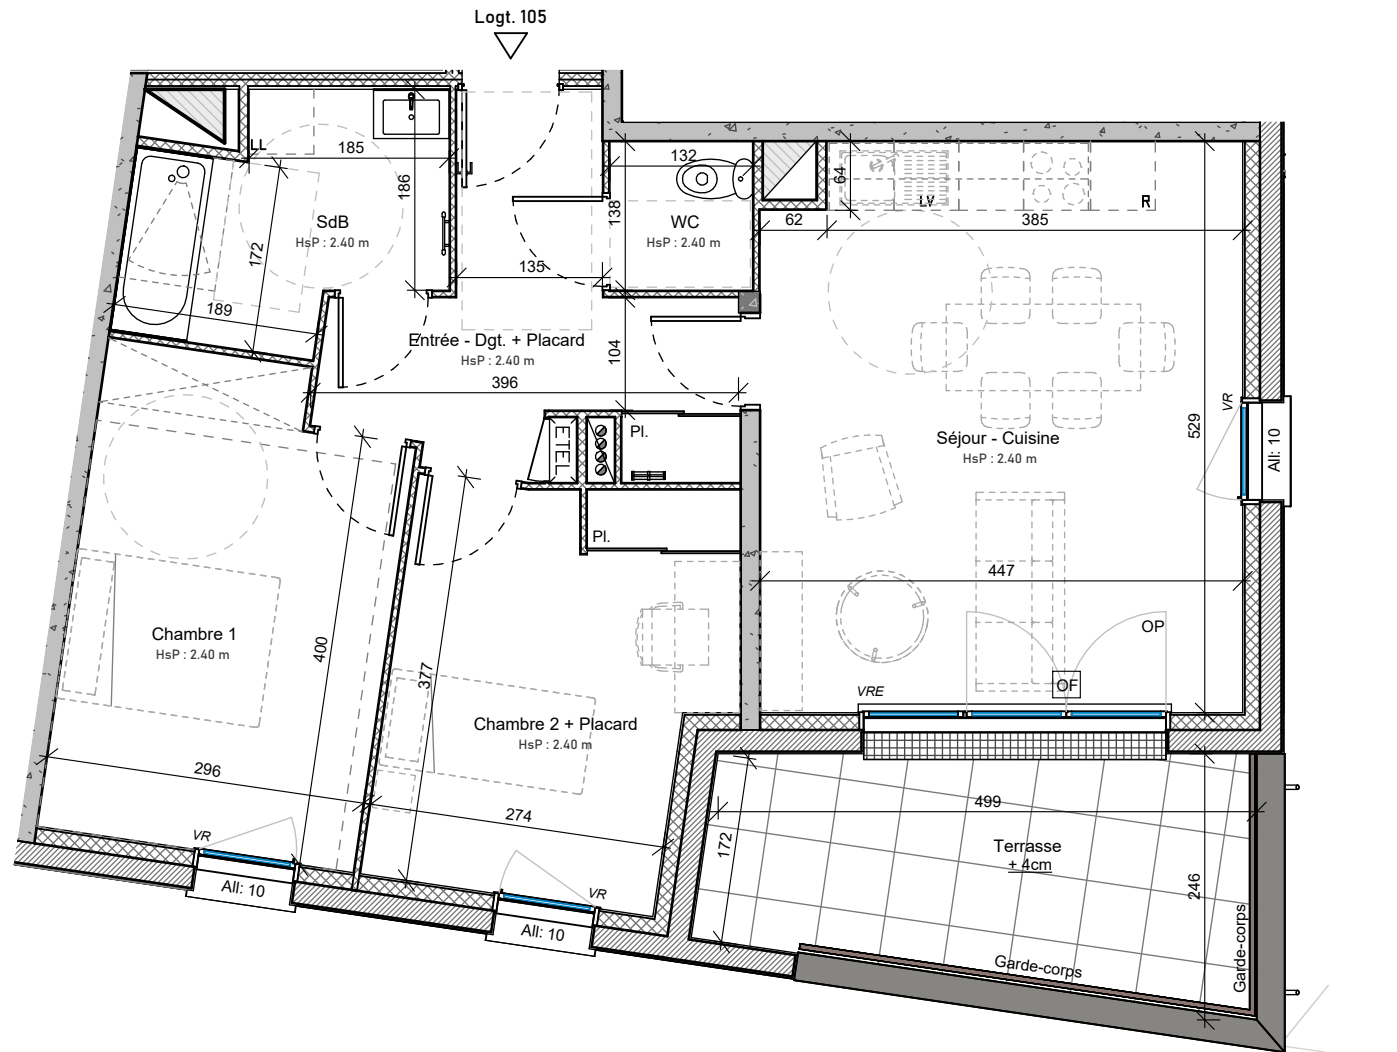 Logt. 105
LL
185
186
SdB
HsP : 2.40 m
172
189
132
138
WC
HsP : 2.40 m
135
62
64
LV
R
385
Entrée - Dgt. + Placard
HsP : 2.40 m
104
396
ETEL
Pl.
Pl.
Séjour - Cuisine
HsP : 2.40 m
529
VR
All: 10
447
OP
OF
VRE
Chambre 1
HsP : 2.40 m
400
377
296
Chambre 2 + Placard
HsP : 2.40 m
274
VR
All: 10
VR
All: 10
499
172
Terrasse
+ 4cm
246
Garde-corps
Garde-corps